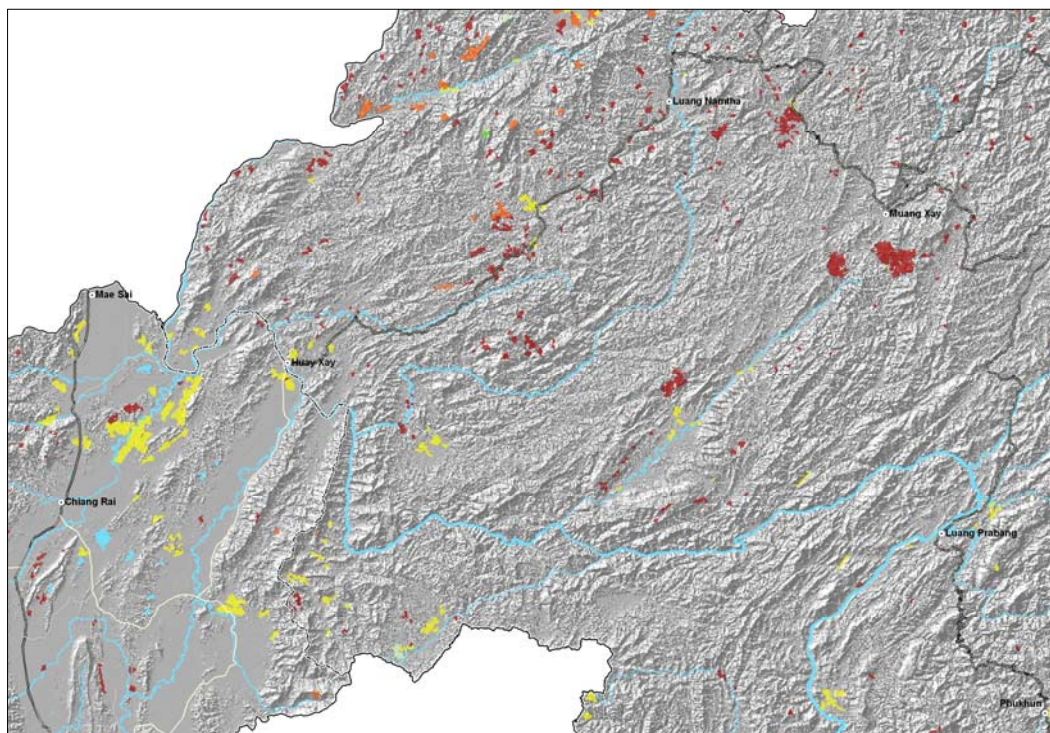 Luang Namtha
Muang Xay
Mae Sai
Huay Xay
Chiang Rai
Luang Prabang
Phukhun